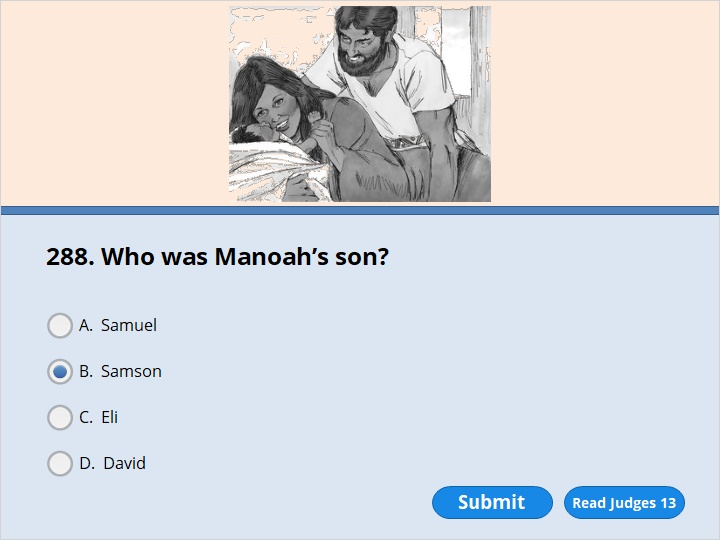 288. Who was Manoah’s son?
A. Samuel
B. Samson
C. Eli
D. David
Submit
Read Judges 13